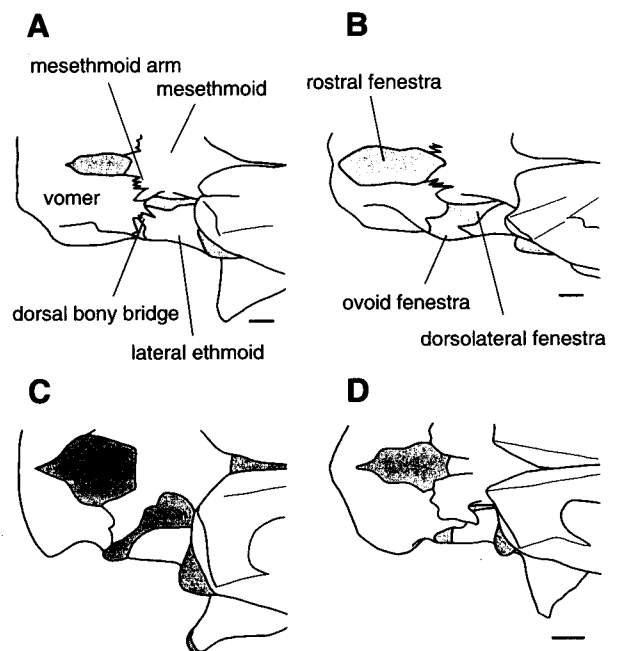 A
B
mesethmoid arm
mesethmoid
rostral fenestra
vomer
dorsal bony bridge
lateral ethmoid
ovoid fenestra
dorsolateral fenestra
C
D